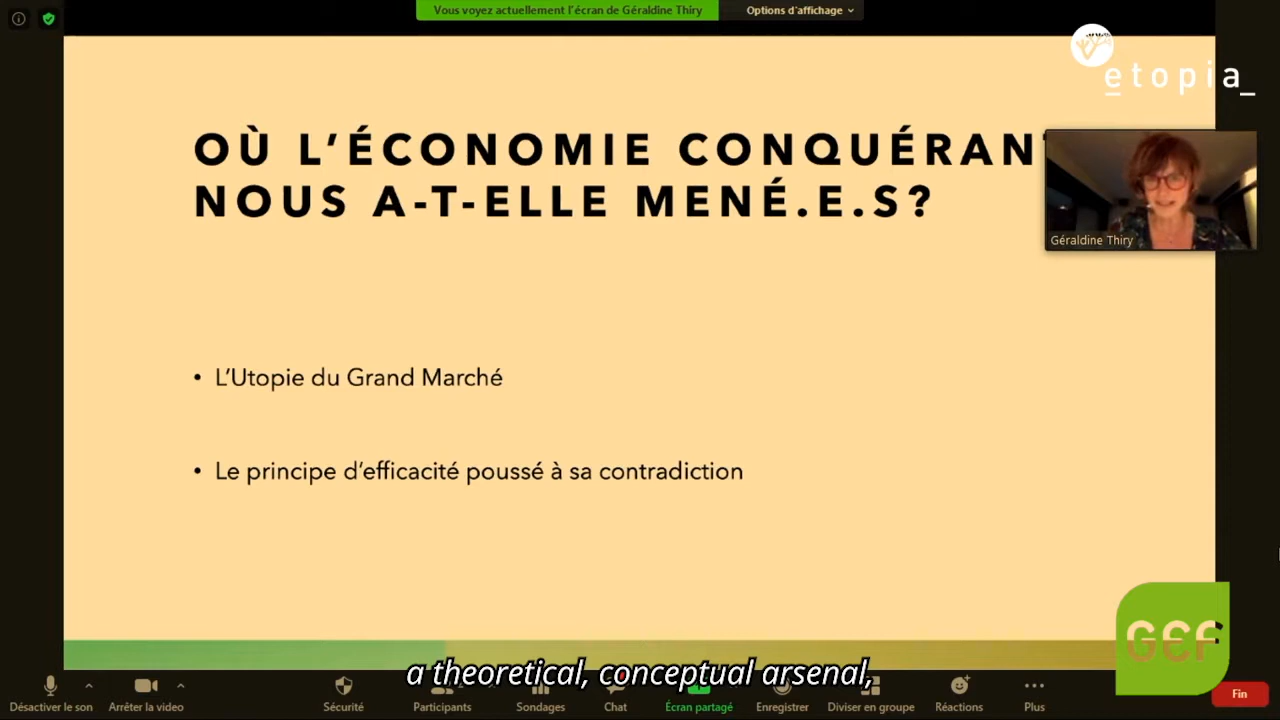 Vous voyez actuellement l'écran de Géraldine Thiry
Options d'affichage
etopia_
OÙ L'ÉCONOMIE CONQUÉRAN
NOUS A-T-ELLE MENÉ.E.S?
Géraldine Thiry
• L'Utopie du Grand Marché
• Le principe d'efficacité poussé à sa contradiction
GEF
a theoretical, conceptual arsenal,
Désactiver le son
Arrêter la video
Sécurité
Participants
Sondages
Chat
Écran partagé
Enregistrer
Diviser en groupe
Réactions
Plus
Fin